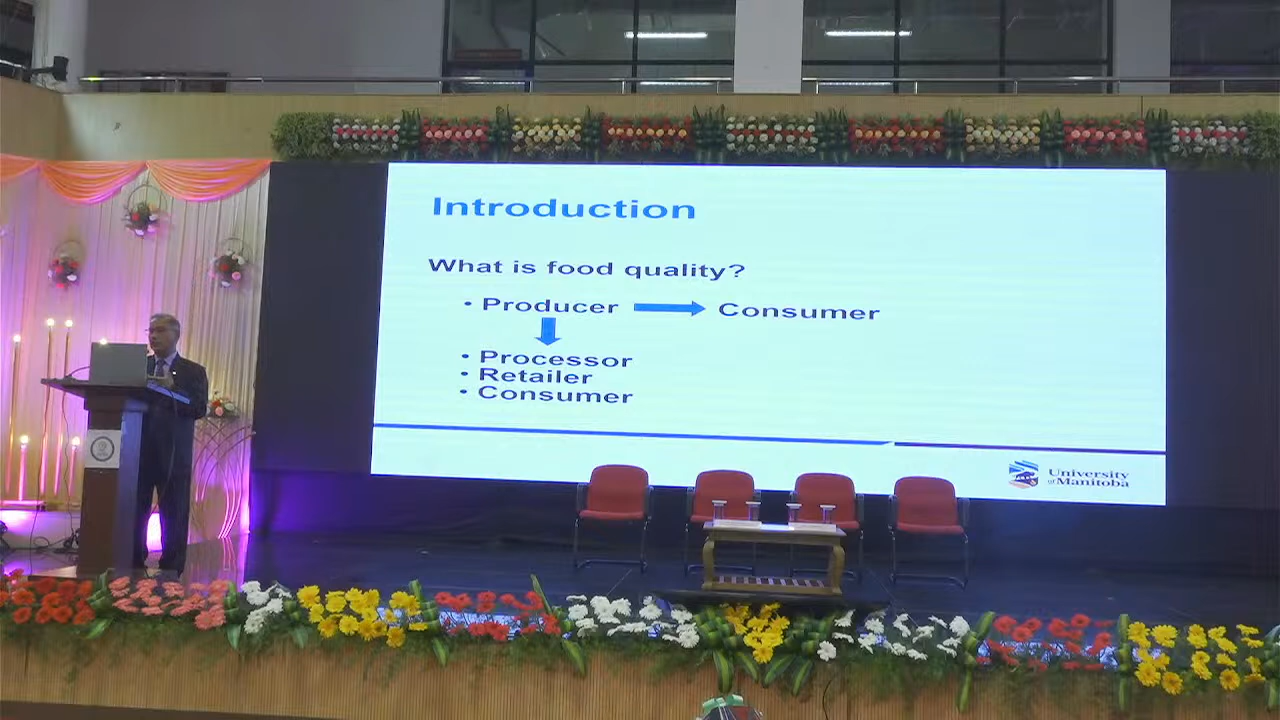 Introduction
What is food quality?
• Producer Consumer
• Processor
• Retailer
• Consumer
University
of Manitoba